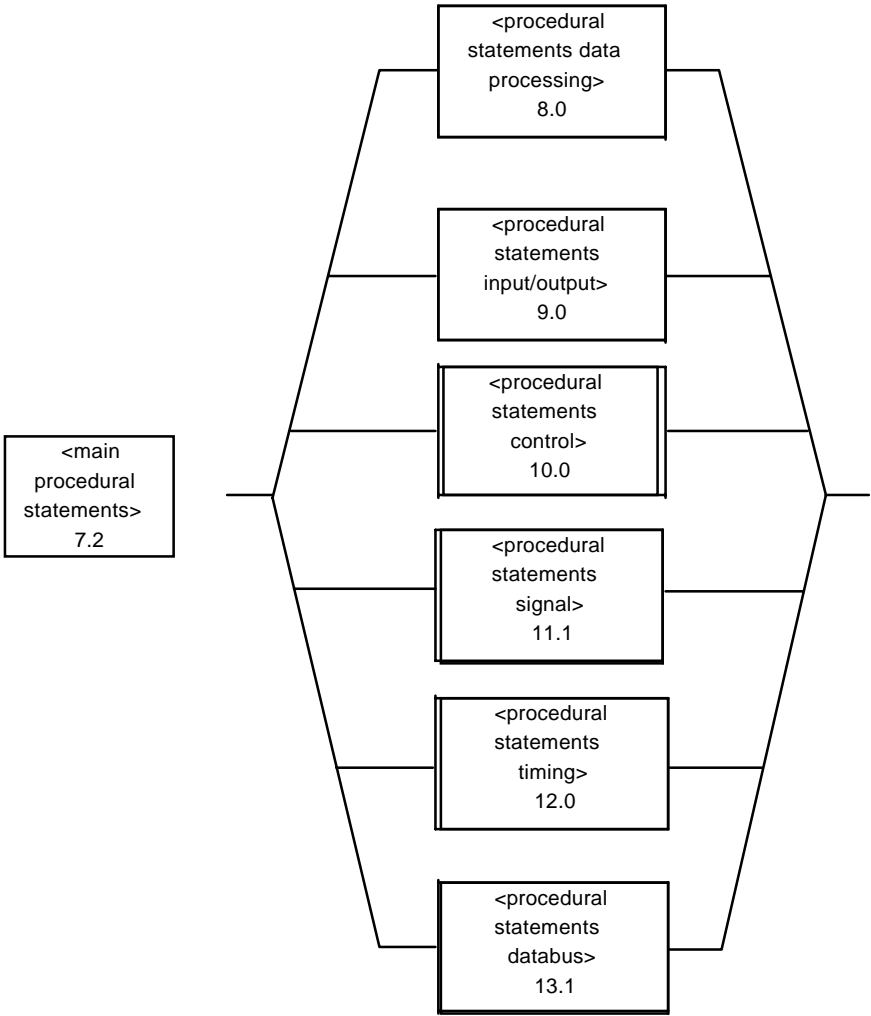 <procedural
statements data
processing>
8.0
<procedural
statements
input/output>
9.0
<procedural
statements
control>
10.0
<main
procedural
statements>
7.2
<procedural
statements
signal>
11.1
<procedural
statements
timing>
12.0
<procedural
statements
databus>
13.1